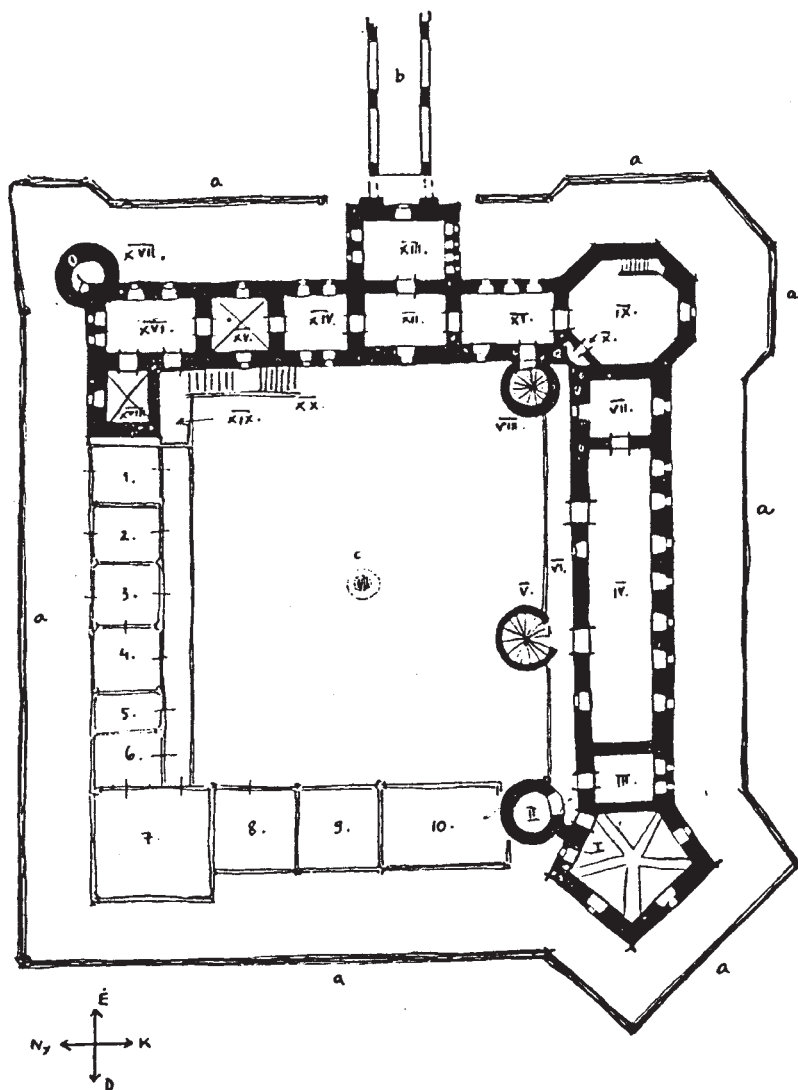 b
a
a
XVII.
XIII.
a
XVI.
XV.
XIV.
XII.
XI.
IX.
X.
XVIII.
XIX.
XX.
VIII.
VII.
1.
2.
a
c
3.
VI.
V.
IV.
a
4.
5.
6.
III.
II
7.
8.
9.
10.
I
a
a
É
Ny
K
D